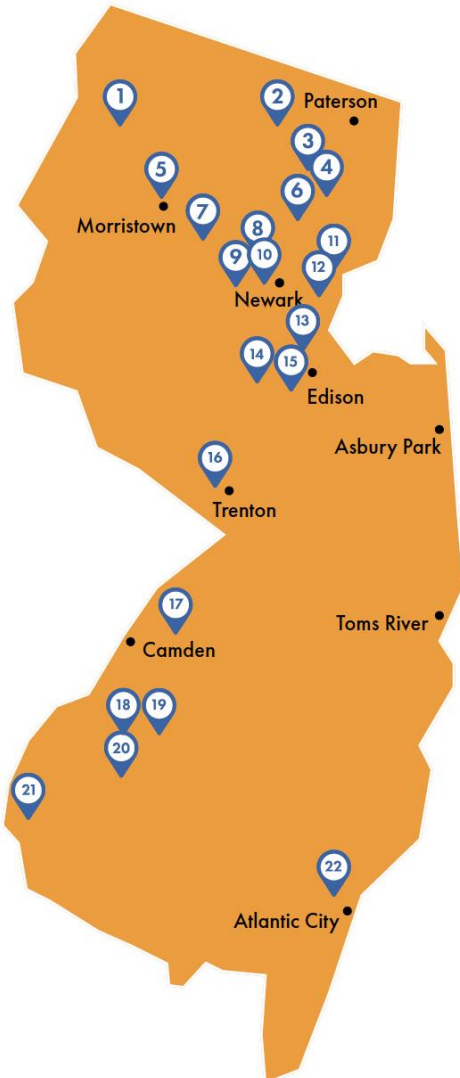 1
2
Paterson
3
4
5
6
Morristown
7
8
9
10
11
12
Newark
13
14
15
Edison
Asbury Park
16
Trenton
17
Toms River
Camden
18
19
20
21
22
Atlantic City